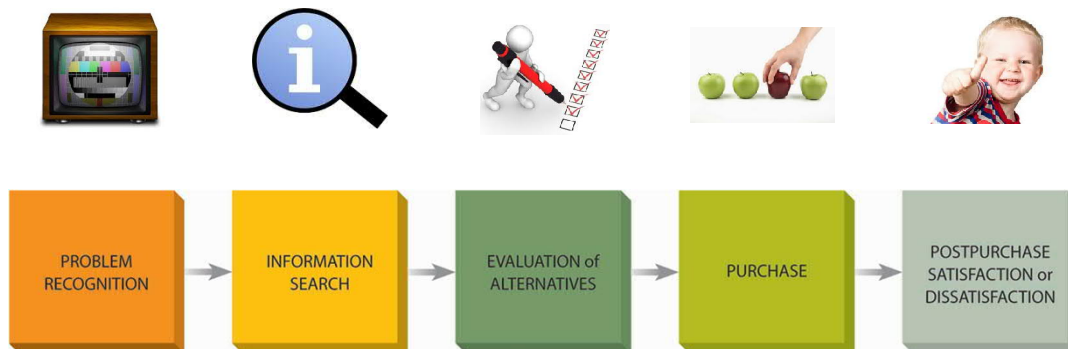 i
PROBLEM
RECOGNITION
INFORMATION
SEARCH
EVALUATION of
ALTERNATIVES
PURCHASE
POSTPURCHASE
SATISFACTION or
DISSATISFACTION